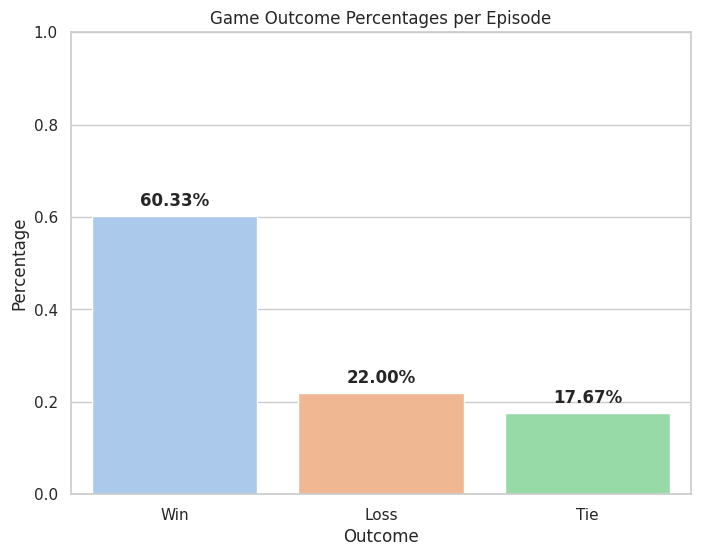 Game Outcome Percentages per Episode
1.0
0.8
0.6
0.4
0.2
0.0
Percentage
60.33%
22.00%
17.67%
Win
Loss
Tie
Outcome